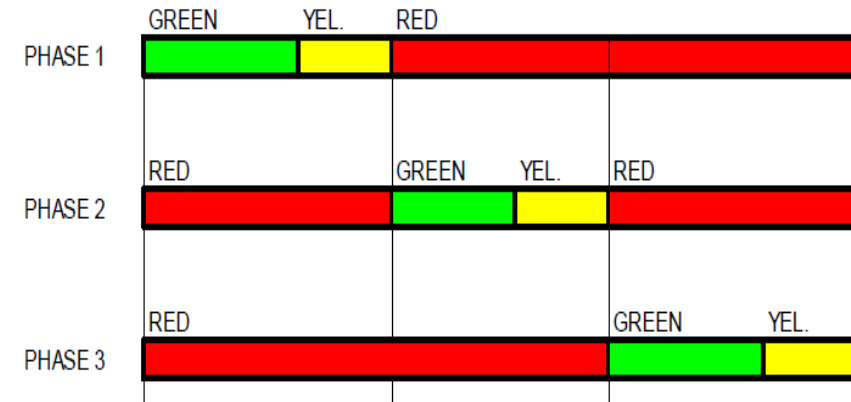 GREEN YEL. RED
PHASE 1
RED GREEN YEL. RED
PHASE 2
RED GREEN YEL.
PHASE 3